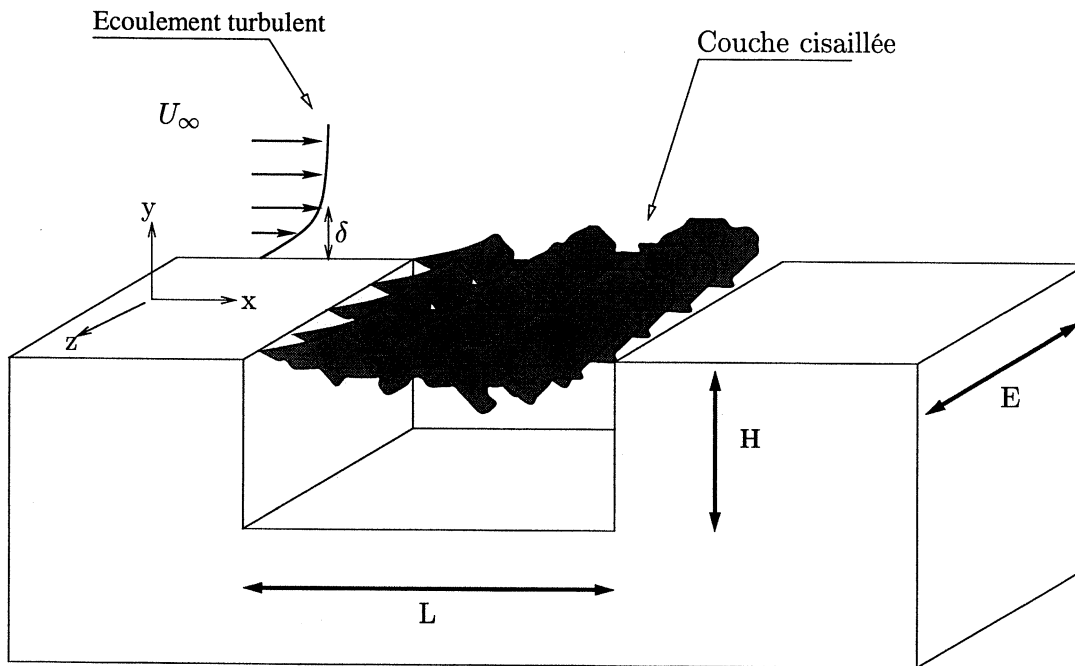 Ecoulement turbulent
Couche cisaillée
U∞
y
δ
x
z
E
H
L